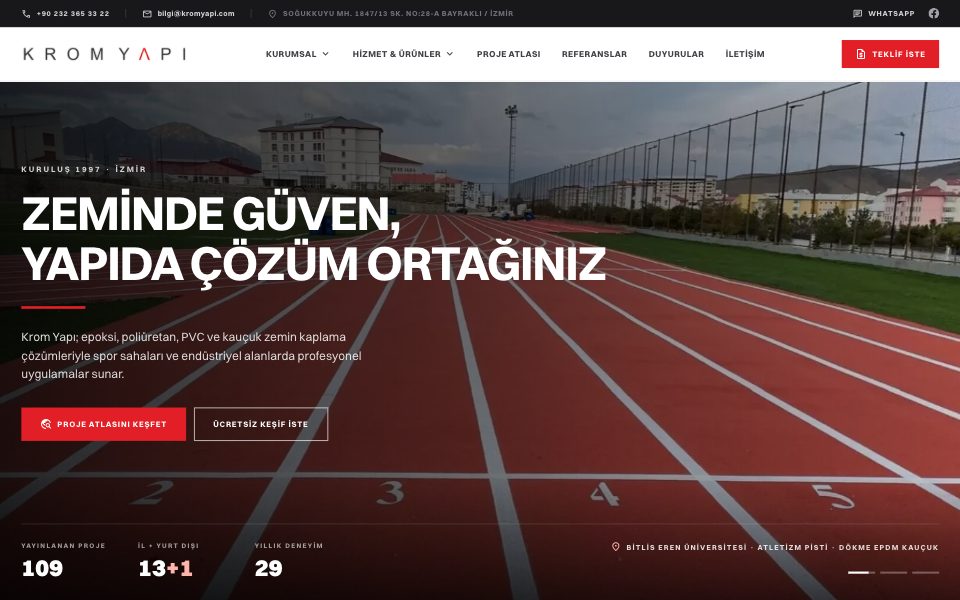 +90 232 365 33 22
bilgi@kromyapi.com
SOĞUKKUYU MH. 1847/13 SK. NO:28-A BAYRAKLI / İZMİR
WHATSAPP
KROMYAPI
KURUMSAL
HİZMET & ÜRÜNLER
PROJE ATLASI
REFERANSLAR
DUYURULAR
İLETİŞİM
TEKLİF İSTE
KURULUŞ 1997 · İZMİR
ZEMİNDE GÜVEN,
YAPIDA ÇÖZÜM ORTAĞINIZ
Krom Yapı; epoksi, poliüretan, PVC ve kauçuk zemin kaplama
çözümleriyle spor sahaları ve endüstriyel alanlarda profesyonel
uygulamalar sunar.
PROJE ATLASINI KEŞFET
ÜCRETSİZ KEŞİF İSTE
2 3 4 5
YAYINLANAN PROJE
109
İL + YURT DIŞI
13+1
YILLIK DENEYİM
29
BİTLİS EREN ÜNİVERSİTESİ · ATLETİZM PİSTİ · DÖKME EPDM KAUÇUK